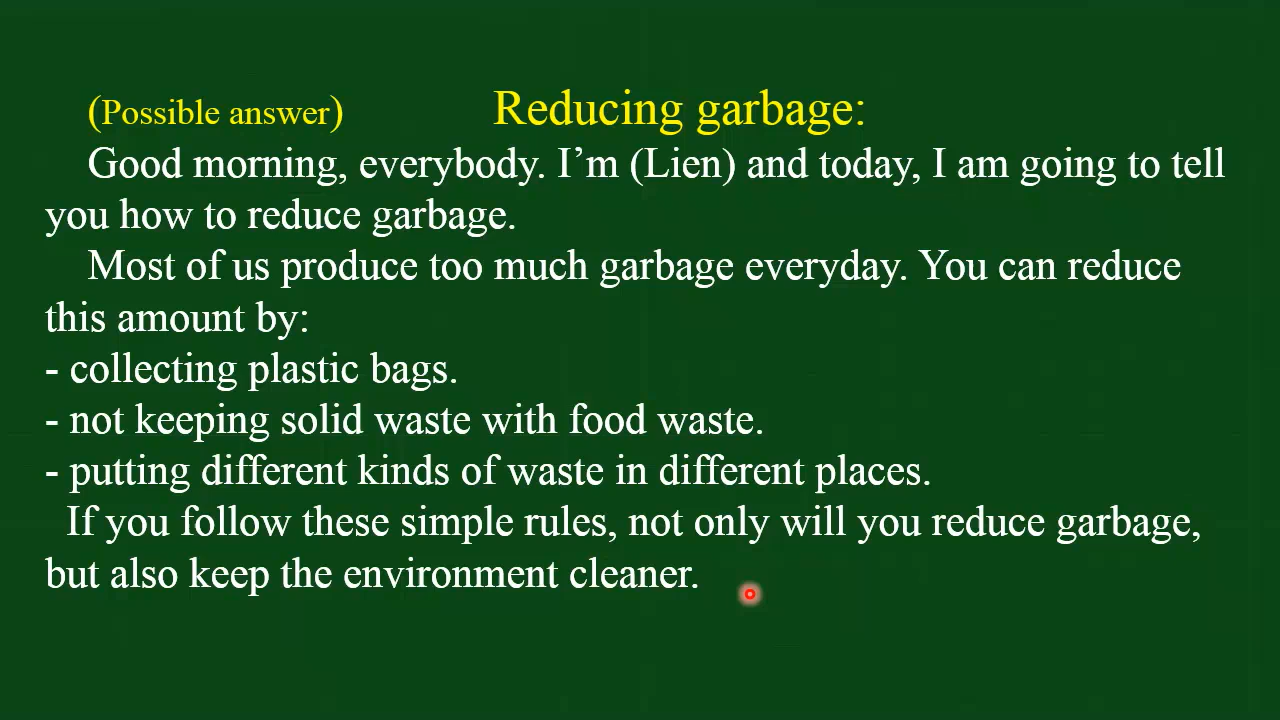 (Possible answer) Reducing garbage:
Good morning, everybody. I’m (Lien) and today, I am going to tell
you how to reduce garbage.
Most of us produce too much garbage everyday. You can reduce
this amount by:
- collecting plastic bags.
- not keeping solid waste with food waste.
- putting different kinds of waste in different places.
If you follow these simple rules, not only will you reduce garbage,
but also keep the environment cleaner.